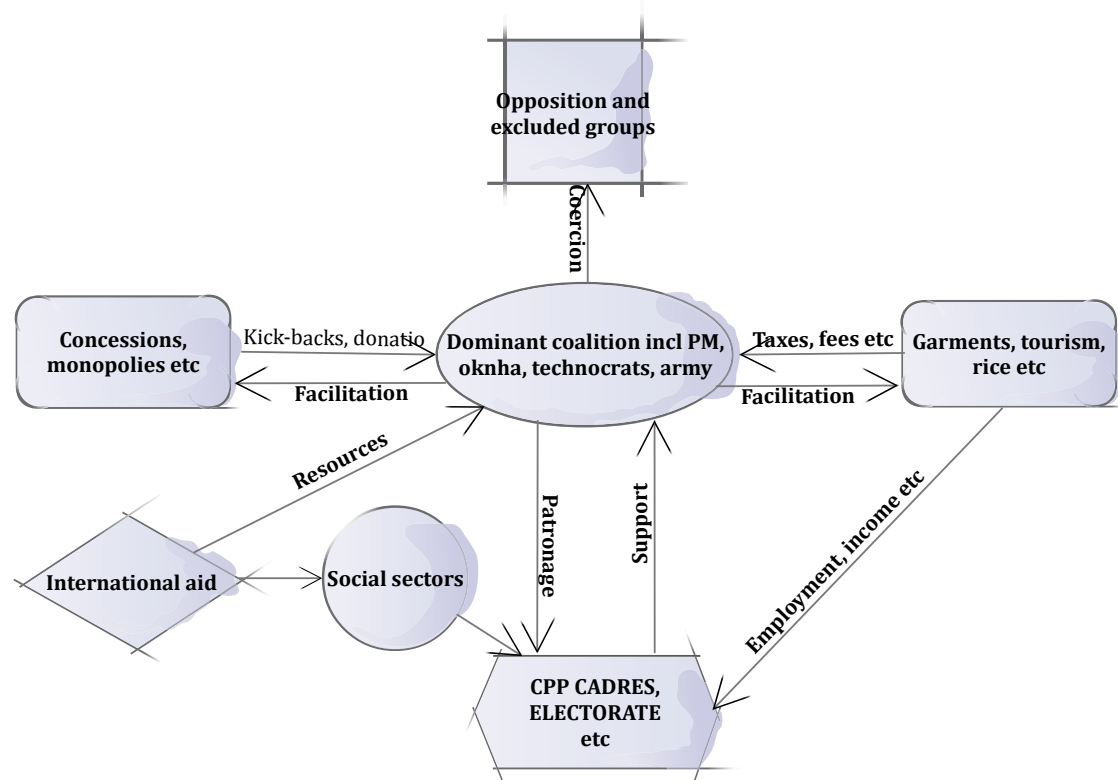 Opposition and
excluded groups
Coercion
Concessions,
monopolies etc
Kick-backs, donatio
Facilitation
Dominant coalition incl PM,
oknha, technocrats, army
Taxes, fees etc
Facilitation
Garments, tourism,
rice etc
Resources
Patronage
Support
Employment, income etc
International aid
Social sectors
CPP CADRES,
ELECTORATE
etc